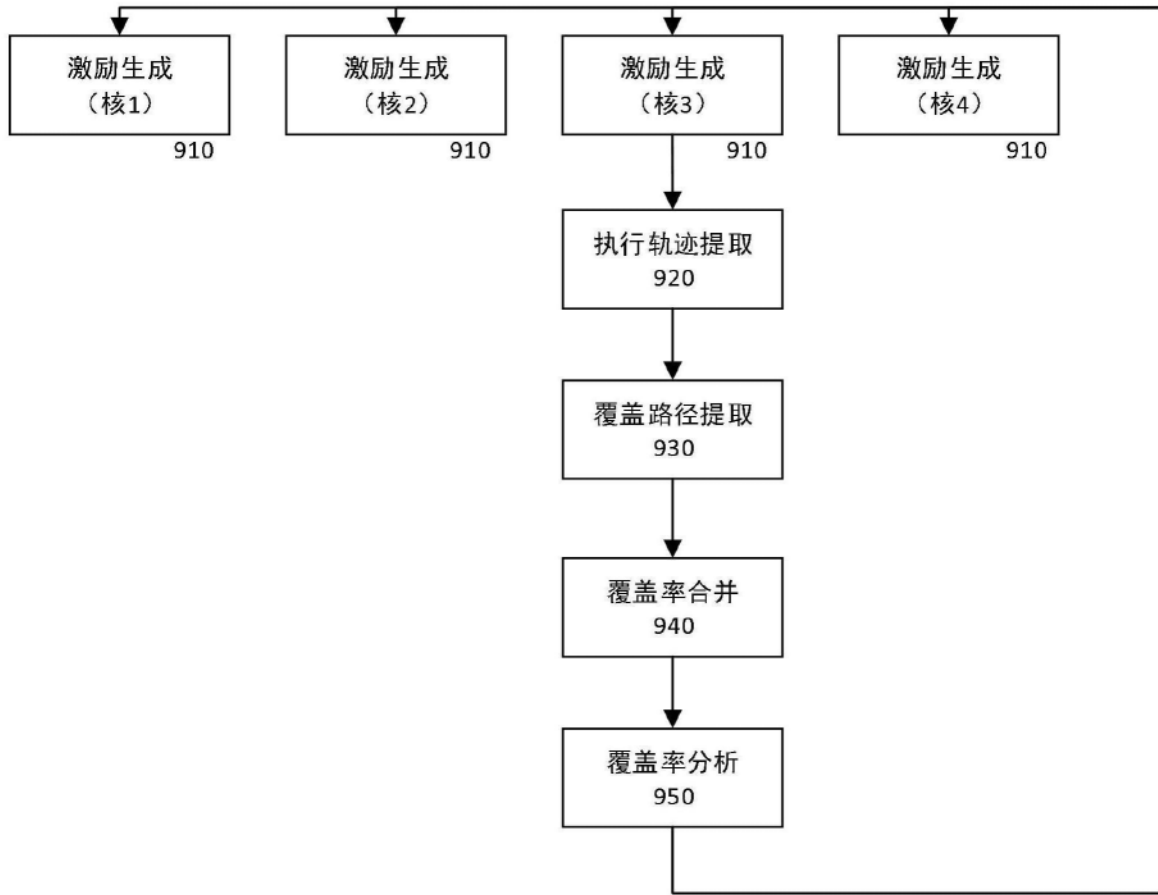 激励生成
（核1）
激励生成
（核2）
激励生成
（核3）
激励生成
（核4）
910
910
910
910
执行轨迹提取
920
覆盖路径提取
930
覆盖率合并
940
覆盖率分析
950